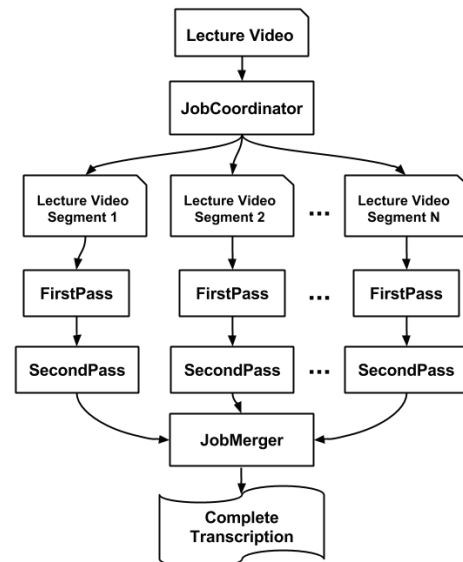 Lecture Video
JobCoordinator
Lecture Video
Segment 1
Lecture Video
Segment 2
...
Lecture Video
Segment N
FirstPass
FirstPass
...
FirstPass
SecondPass
SecondPass
...
SecondPass
JobMerger
Complete
Transcription